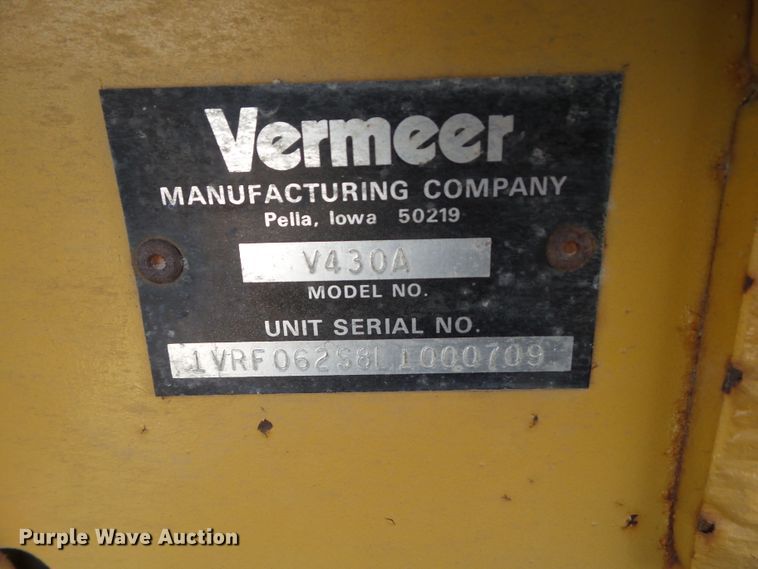 Vermeer
MANUFACTURING COMPANY
Pella, Iowa 50219
V430A
MODEL NO.
UNIT SERIAL NO.
1VRF062S8L1000709
Purple Wave Auction